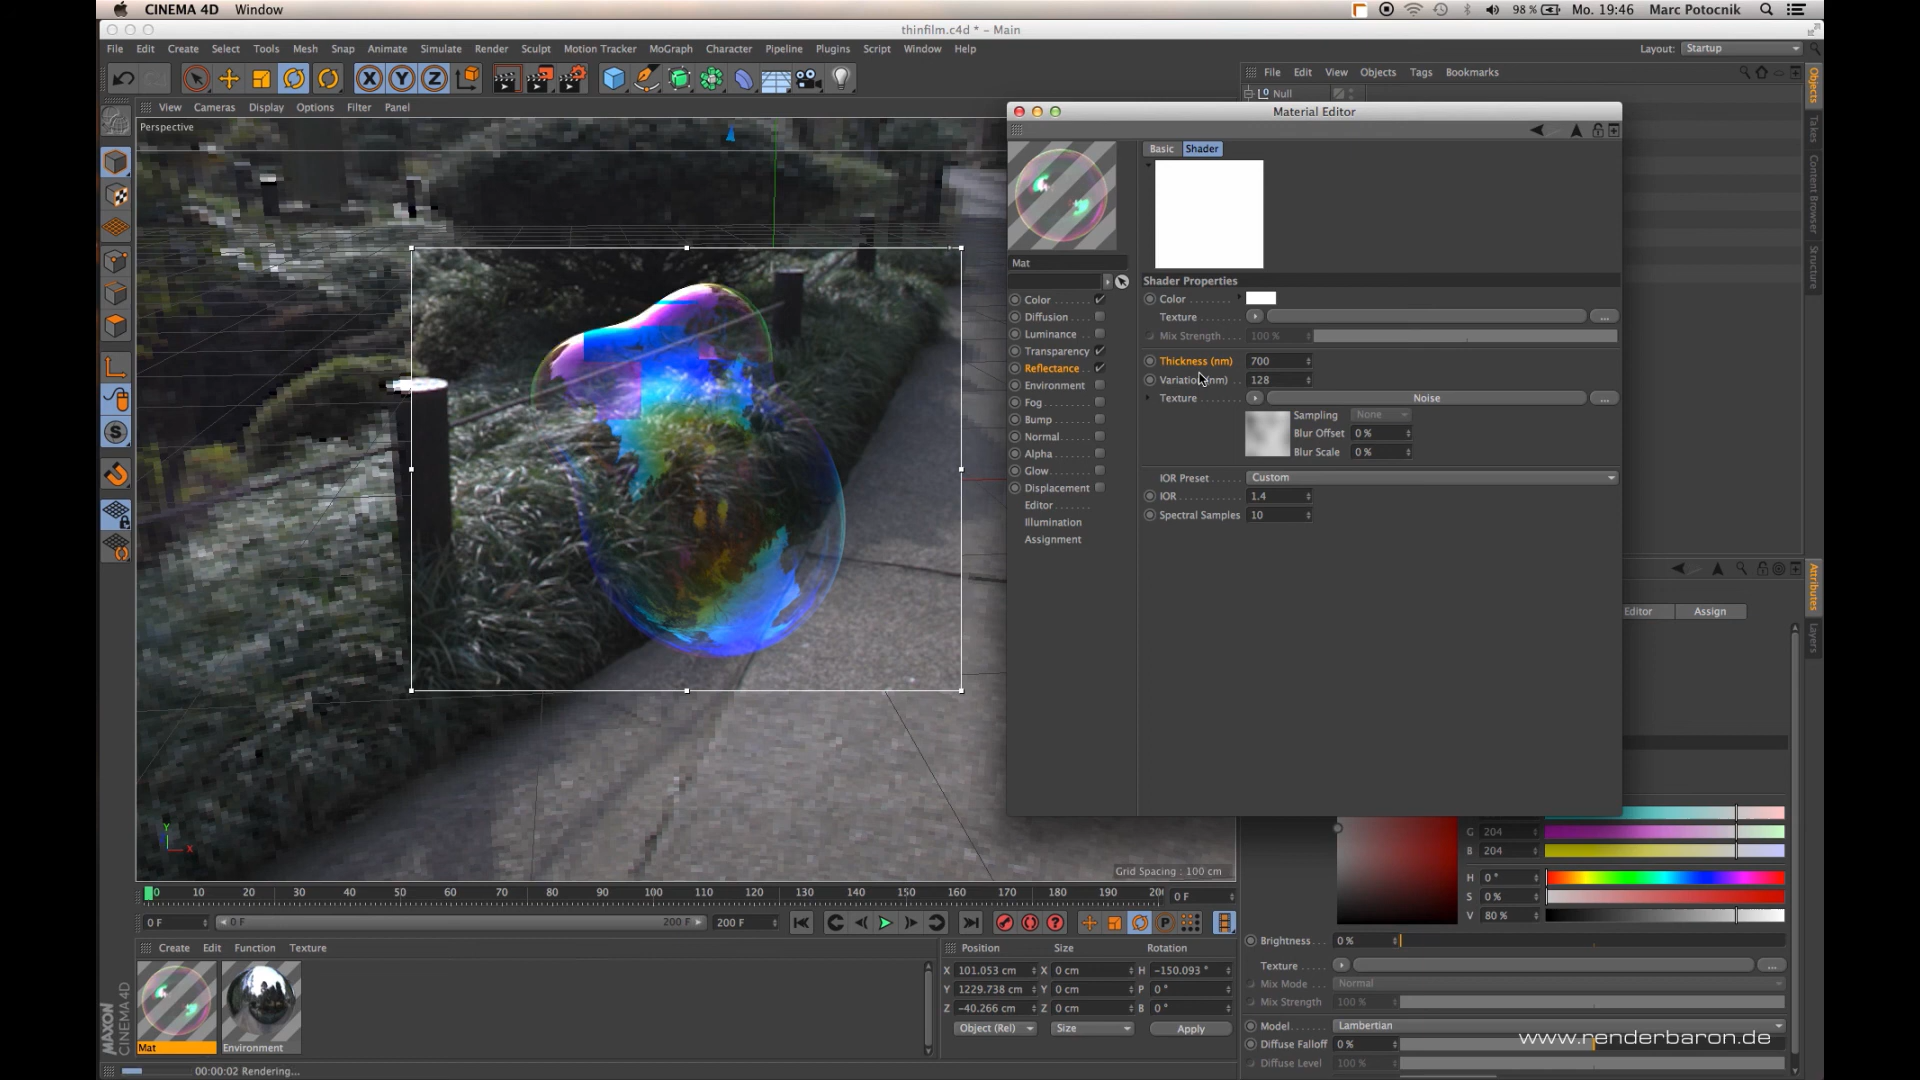 CINEMA 4D Window
98 % Mo. 19:46 Marc Potocnik
thinfilm.c4d * - Main
File Edit Create Select Tools Mesh Snap Animate Simulate Render Sculpt Motion Tracker MoGraph Character Pipeline Plugins Script Window Help
Layout: Startup
X Y Z
File Edit View Objects Tags Bookmarks
Null
View Cameras Display Options Filter Panel
Perspective
Objects
Takes
Content Browser
Structure
Material Editor
Basic Shader
Mat
Color
Diffusion
Luminance
Transparency
Reflectance
Environment
Fog
Bump
Normal
Alpha
Glow
Displacement
Editor
Illumination
Assignment
Shader Properties
Color
Texture ...
Mix Strength 100 %
Thickness (nm) 700
Variation (nm) 128
Texture Noise ...
Sampling None
Blur Offset 0 %
Blur Scale 0 %
IOR Preset Custom
IOR 1.4
Spectral Samples 10
Attributes
Layers
Editor Assign
G 204
B 204
H 0 °
S 0 %
V 80 %
Brightness 0 %
Texture ...
Mix Mode Normal
Mix Strength 100 %
Model Lambertian
Diffuse Falloff 0 %
Diffuse Level 100 %
www.renderbaron.de
Y
X
Grid Spacing : 100 cm
0 10 20 30 40 50 60 70 80 90 100 110 120 130 140 150 160 170 180 190 20
0 F
0 F 0 F 200 F 200 F
P
Create Edit Function Texture
Mat Environment
MAXON
CINEMA 4D
Position Size Rotation
X 101.053 cm X 0 cm H -150.093 °
Y 1229.738 cm Y 0 cm P 0 °
Z -40.266 cm Z 0 cm B 0 °
Object (Rel) Size Apply
00:00:02 Rendering...